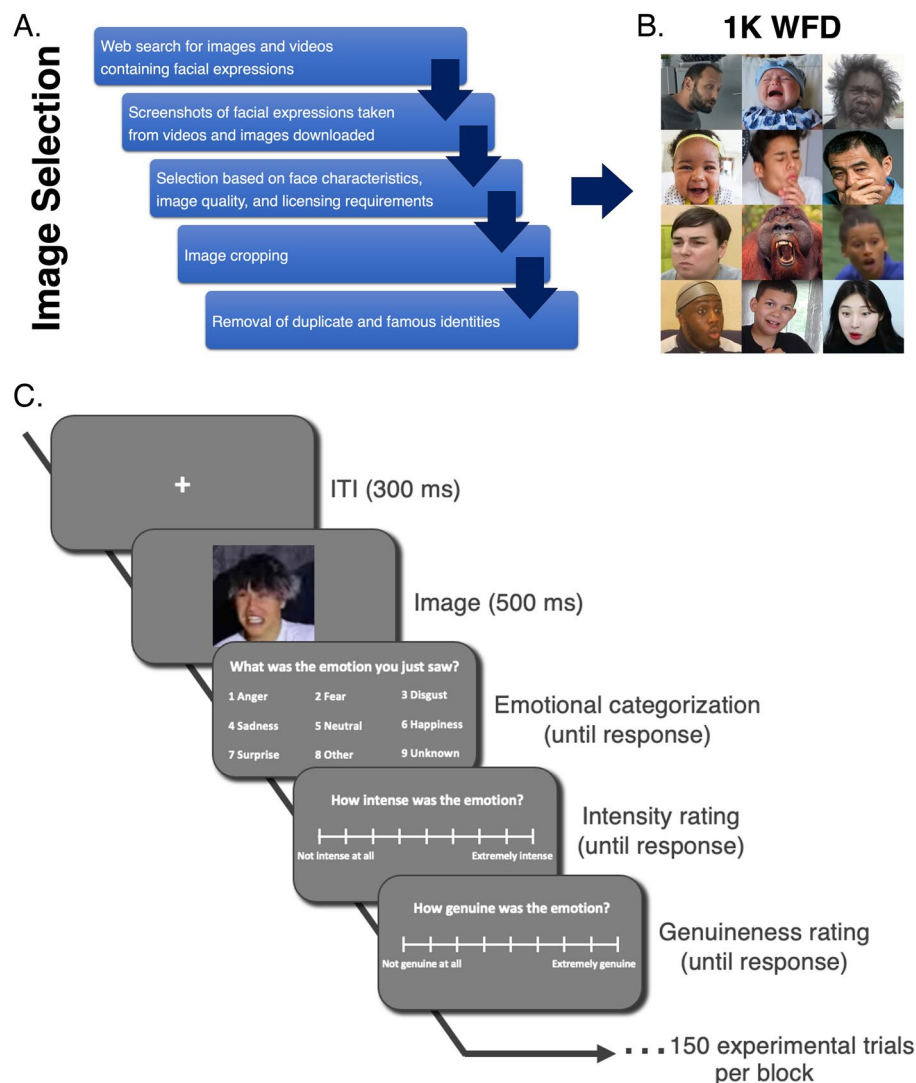 A.
Image Selection
Web search for images and videos
containing facial expressions
Screenshots of facial expressions taken
from videos and images downloaded
Selection based on face characteristics,
image quality, and licensing requirements
Image cropping
Removal of duplicate and famous identities
B.
1K WFD
C.
+
ITI (300 ms)
Image (500 ms)
What was the emotion you just saw?
1 Anger 2 Fear 3 Disgust
4 Sadness 5 Neutral 6 Happiness
7 Surprise 8 Other 9 Unknown
Emotional categorization
(until response)
How intense was the emotion?
Not intense at all Extremely intense
Intensity rating
(until response)
How genuine was the emotion?
Not genuine at all Extremely genuine
Genuineness rating
(until response)
...150 experimental trials
per block